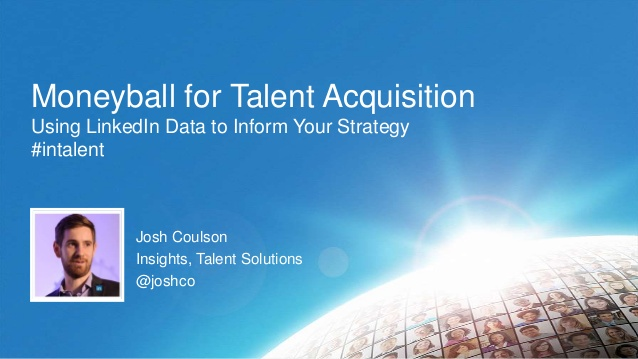 Moneyball for Talent Acquisition
Using LinkedIn Data to Inform Your Strategy
#intalent
Josh Coulson
Insights, Talent Solutions
@joshco